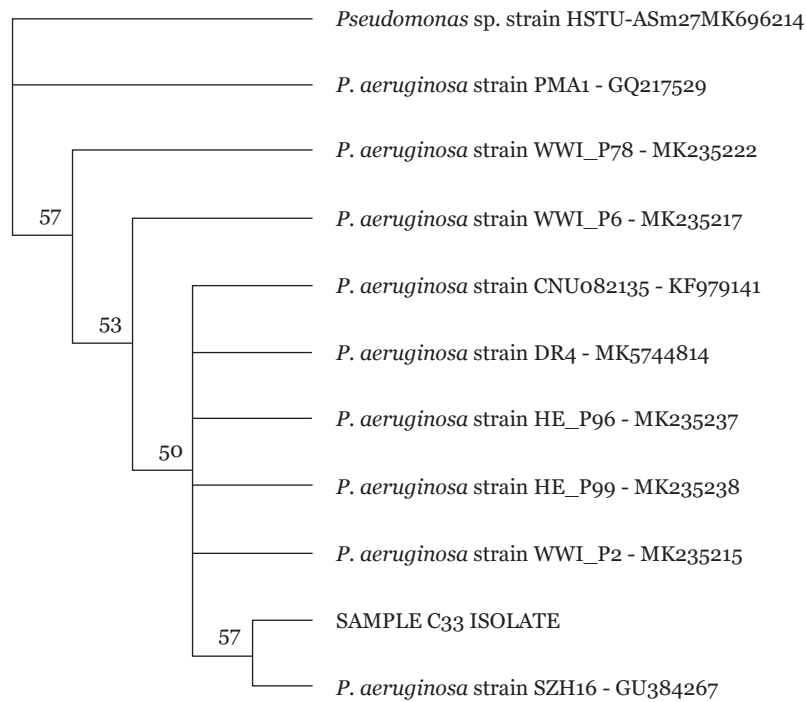 Pseudomonas sp. strain HSTU-ASm27MK696214
P. aeruginosa strain PMA1 - GQ217529
P. aeruginosa strain WWI_P78 - MK235222
57
P. aeruginosa strain WWI_P6 - MK235217
P. aeruginosa strain CNU082135 - KF979141
53
P. aeruginosa strain DR4 - MK5744814
P. aeruginosa strain HE_P96 - MK235237
50
P. aeruginosa strain HE_P99 - MK235238
P. aeruginosa strain WWI_P2 - MK235215
SAMPLE C33 ISOLATE
57
P. aeruginosa strain SZH16 - GU384267